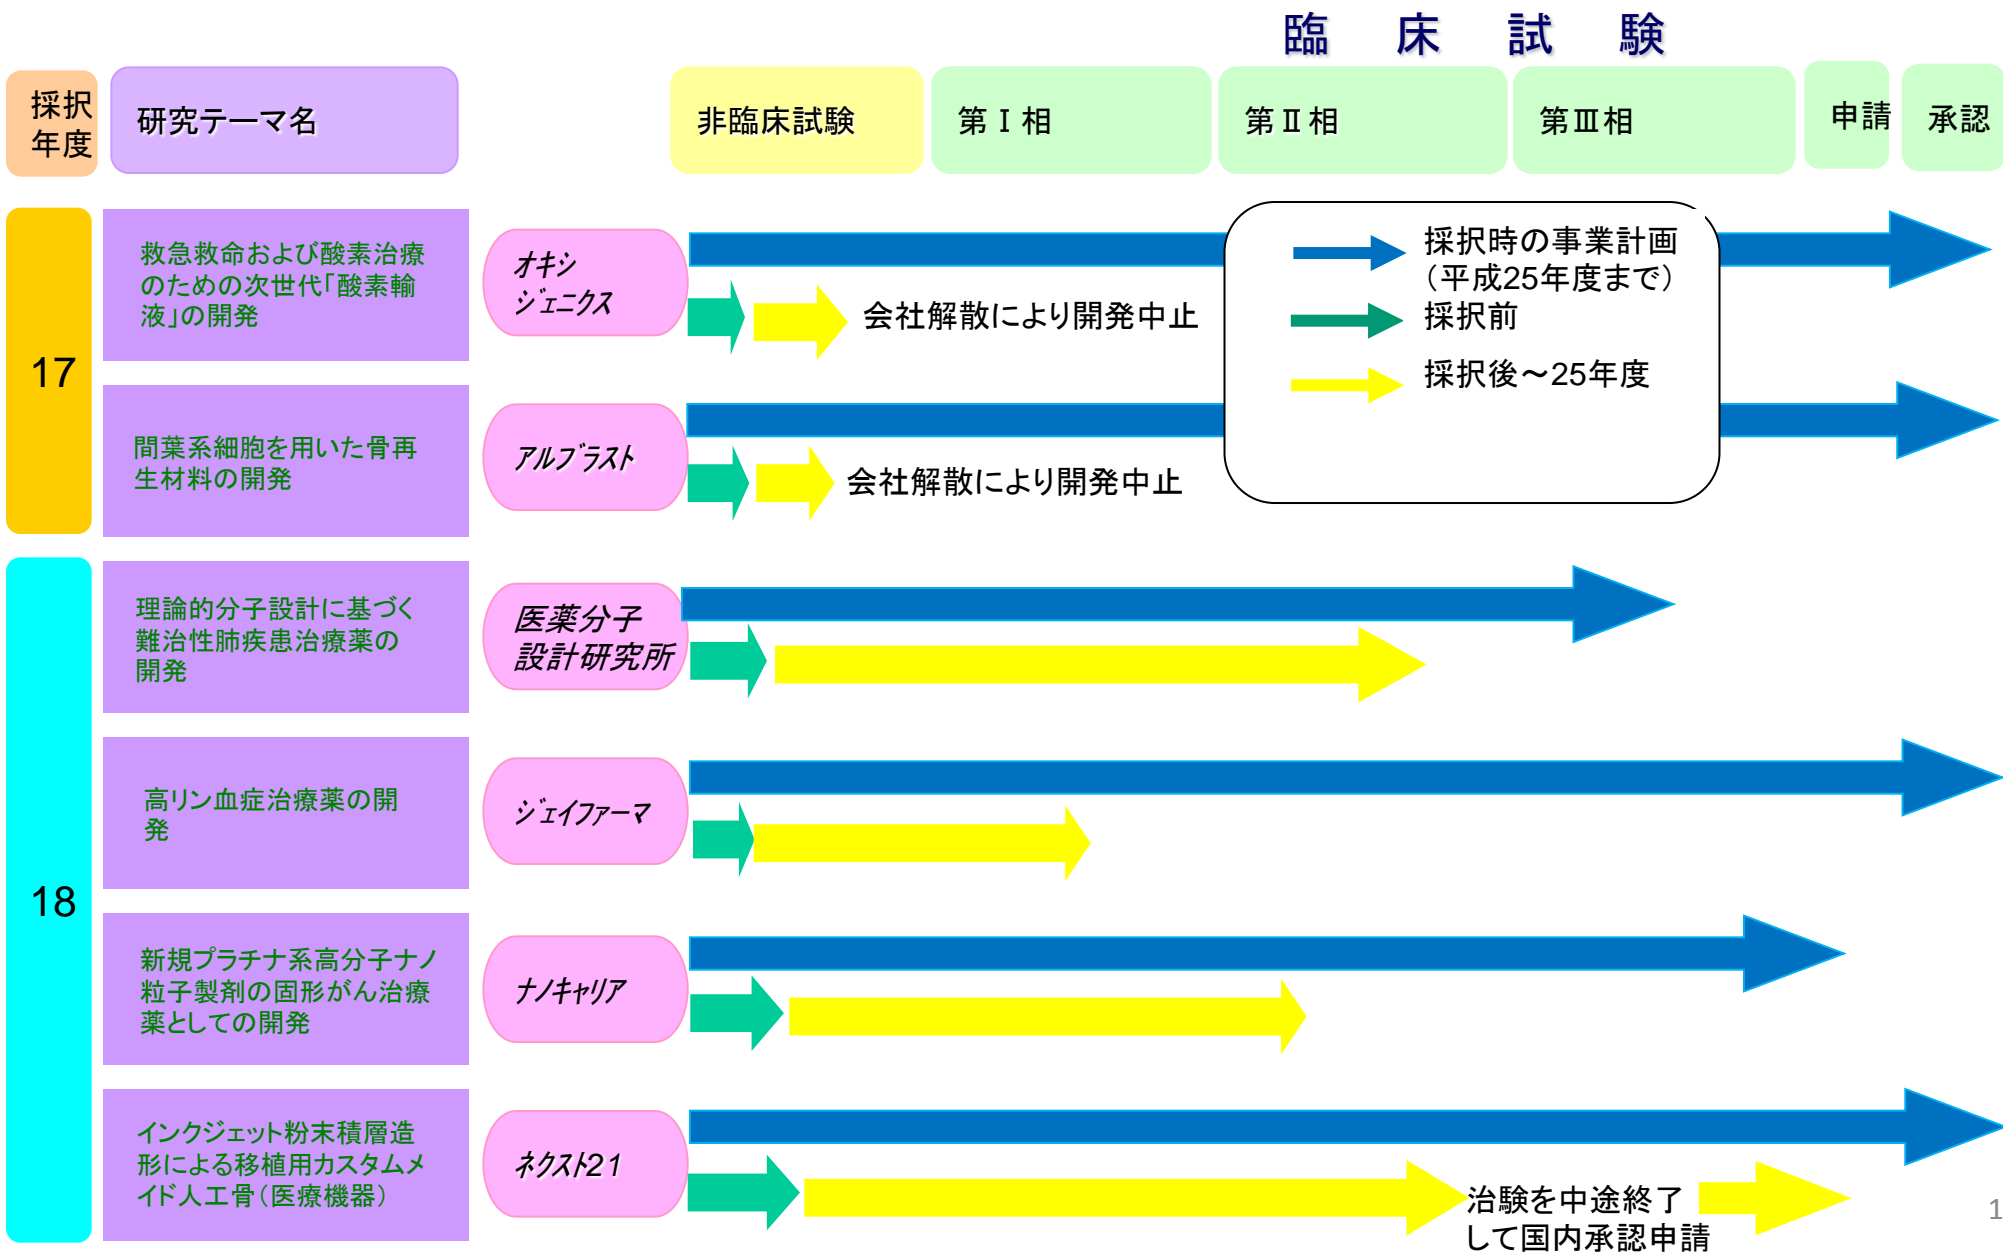 臨床試験
採択
年度
研究テーマ名
非臨床試験
第Ⅰ相
第Ⅱ相
第Ⅲ相
申請
承認
17
救急救命および酸素治療
のための次世代「酸素輸
液」の開発
ｵｷｼ
ｼﾞｪﾆｸｽ
会社解散により開発中止
採択時の事業計画
（平成25年度まで）
採択前
採択後～25年度
間葉系細胞を用いた骨再
生材料の開発
ｱﾙﾌﾞﾗｽﾄ
会社解散により開発中止
18
理論的分子設計に基づく
難治性肺疾患治療薬の
開発
医薬分子
設計研究所
高リン血症治療薬の開
発
ｼﾞｪｲﾌｧｰﾏ
新規プラチナ系高分子ナノ
粒子製剤の固形がん治療
薬としての開発
ﾅﾉｷｬﾘｱ
インクジェット粉末積層造
形による移植用カスタムメ
イド人工骨（医療機器）
ﾈｸｽﾄ21
治験を中途終了
して国内承認申請
1